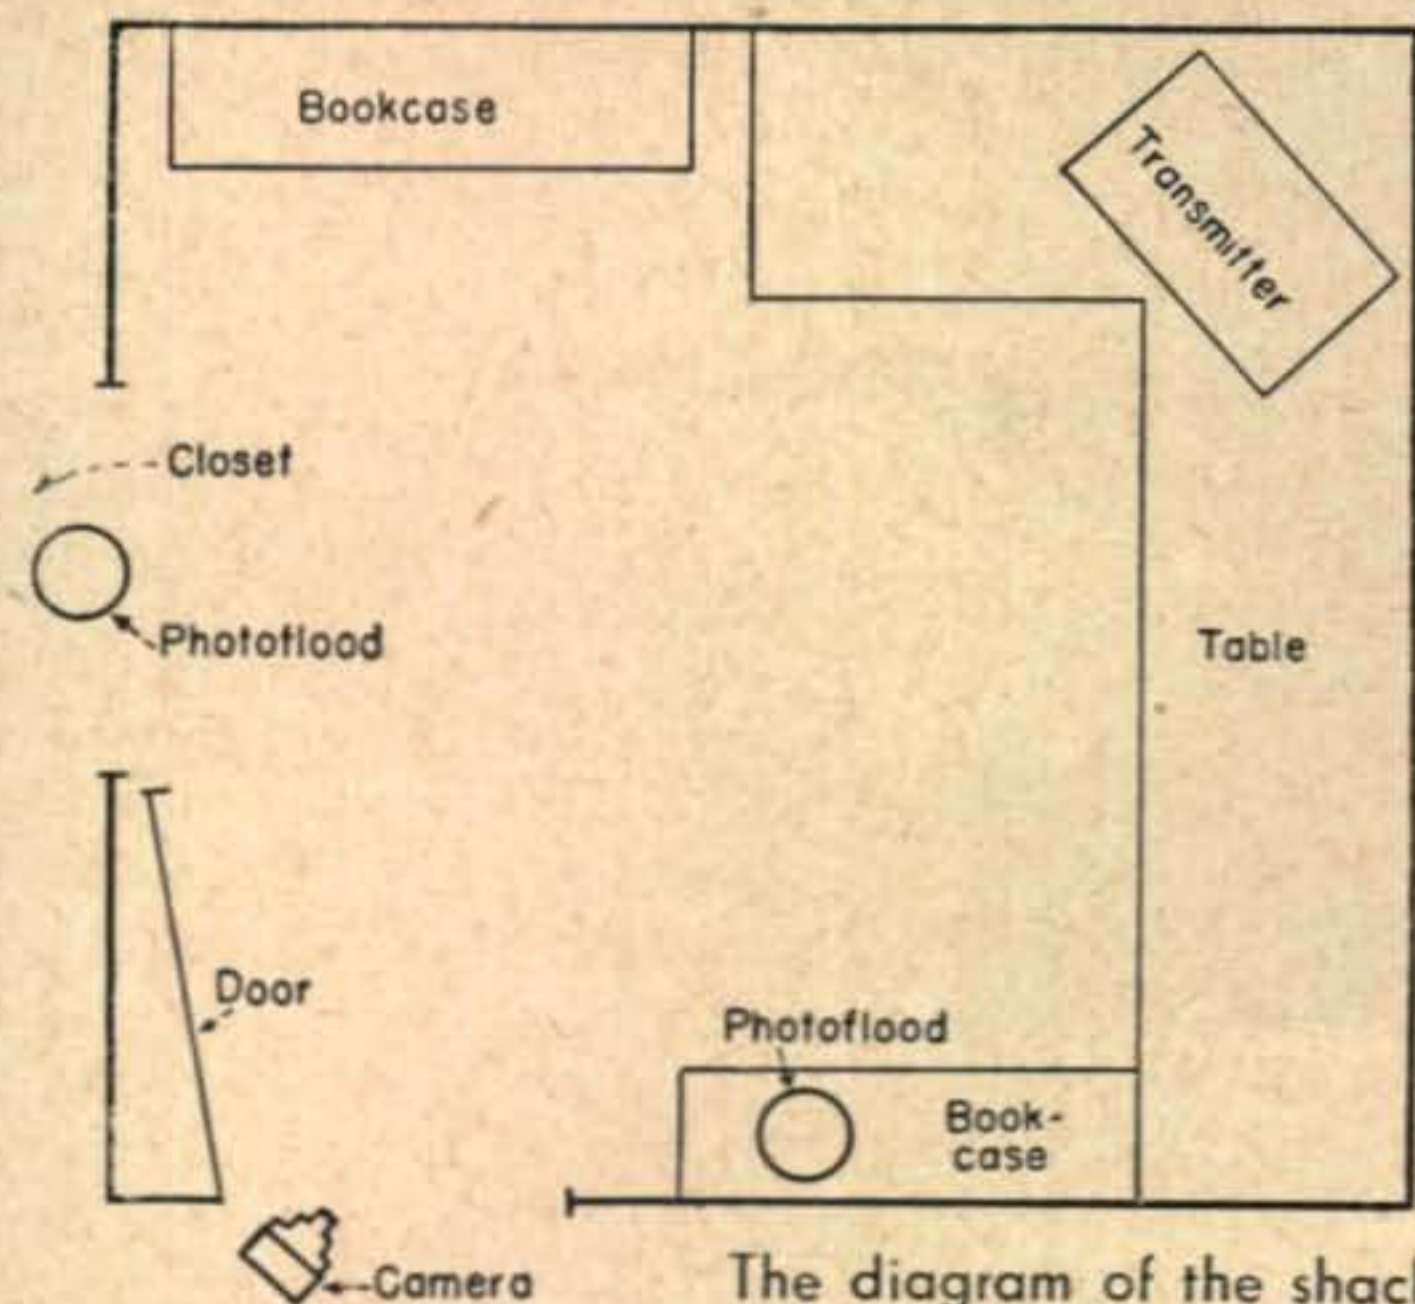 Bookcase
Transmitter
Closet
Photoflood
Table
Door
Photoflood
Book-
case
Camera
The diagram of the shac